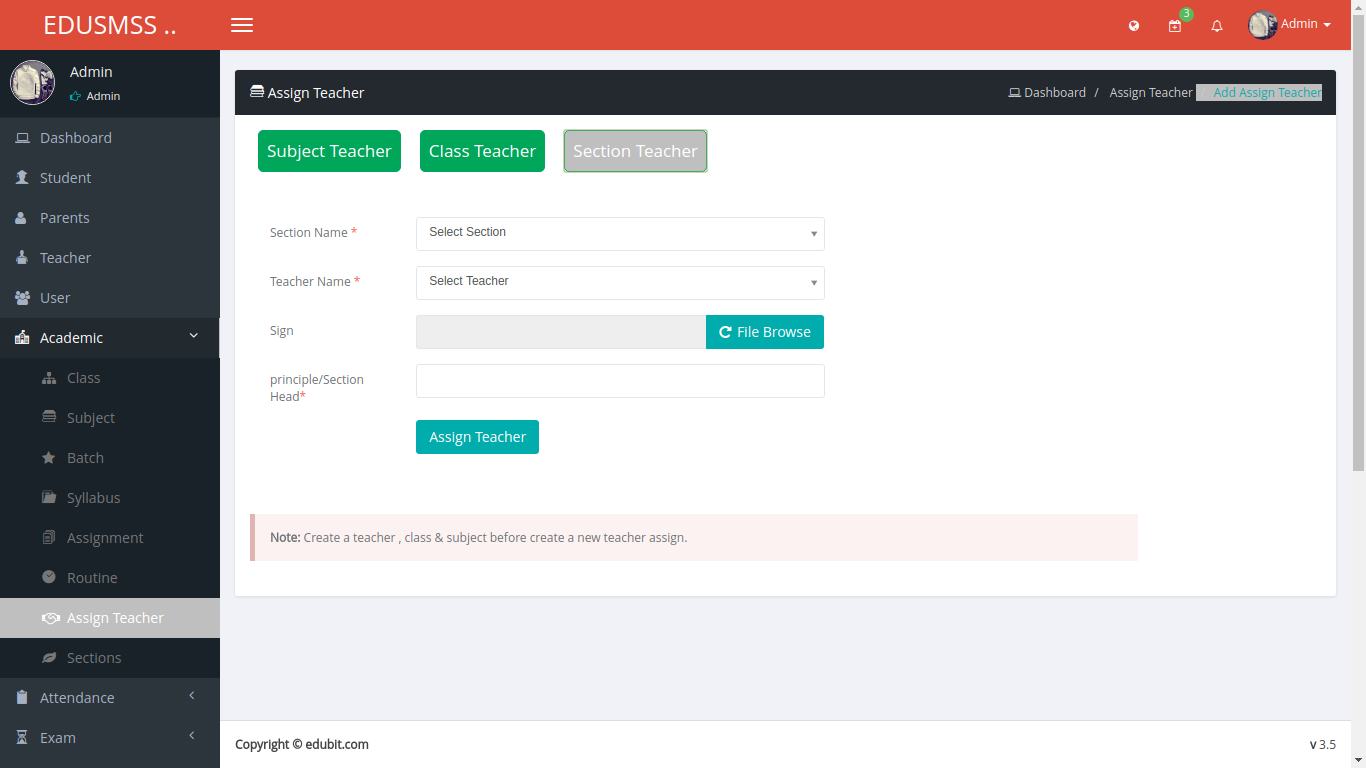 EDUSMSS ..
3
Admin
Admin
Admin
Dashboard
Student
Parents
Teacher
User
Academic
Class
Subject
Batch
Syllabus
Assignment
Routine
Assign Teacher
Sections
Attendance
Exam
Assign Teacher
Dashboard / Assign Teacher / Add Assign Teacher
Subject Teacher Class Teacher Section Teacher
Section Name * Select Section
Teacher Name * Select Teacher
Sign File Browse
principle/Section
Head*
Assign Teacher
Note: Create a teacher , class & subject before create a new teacher assign.
Copyright © edubit.com
v 3.5